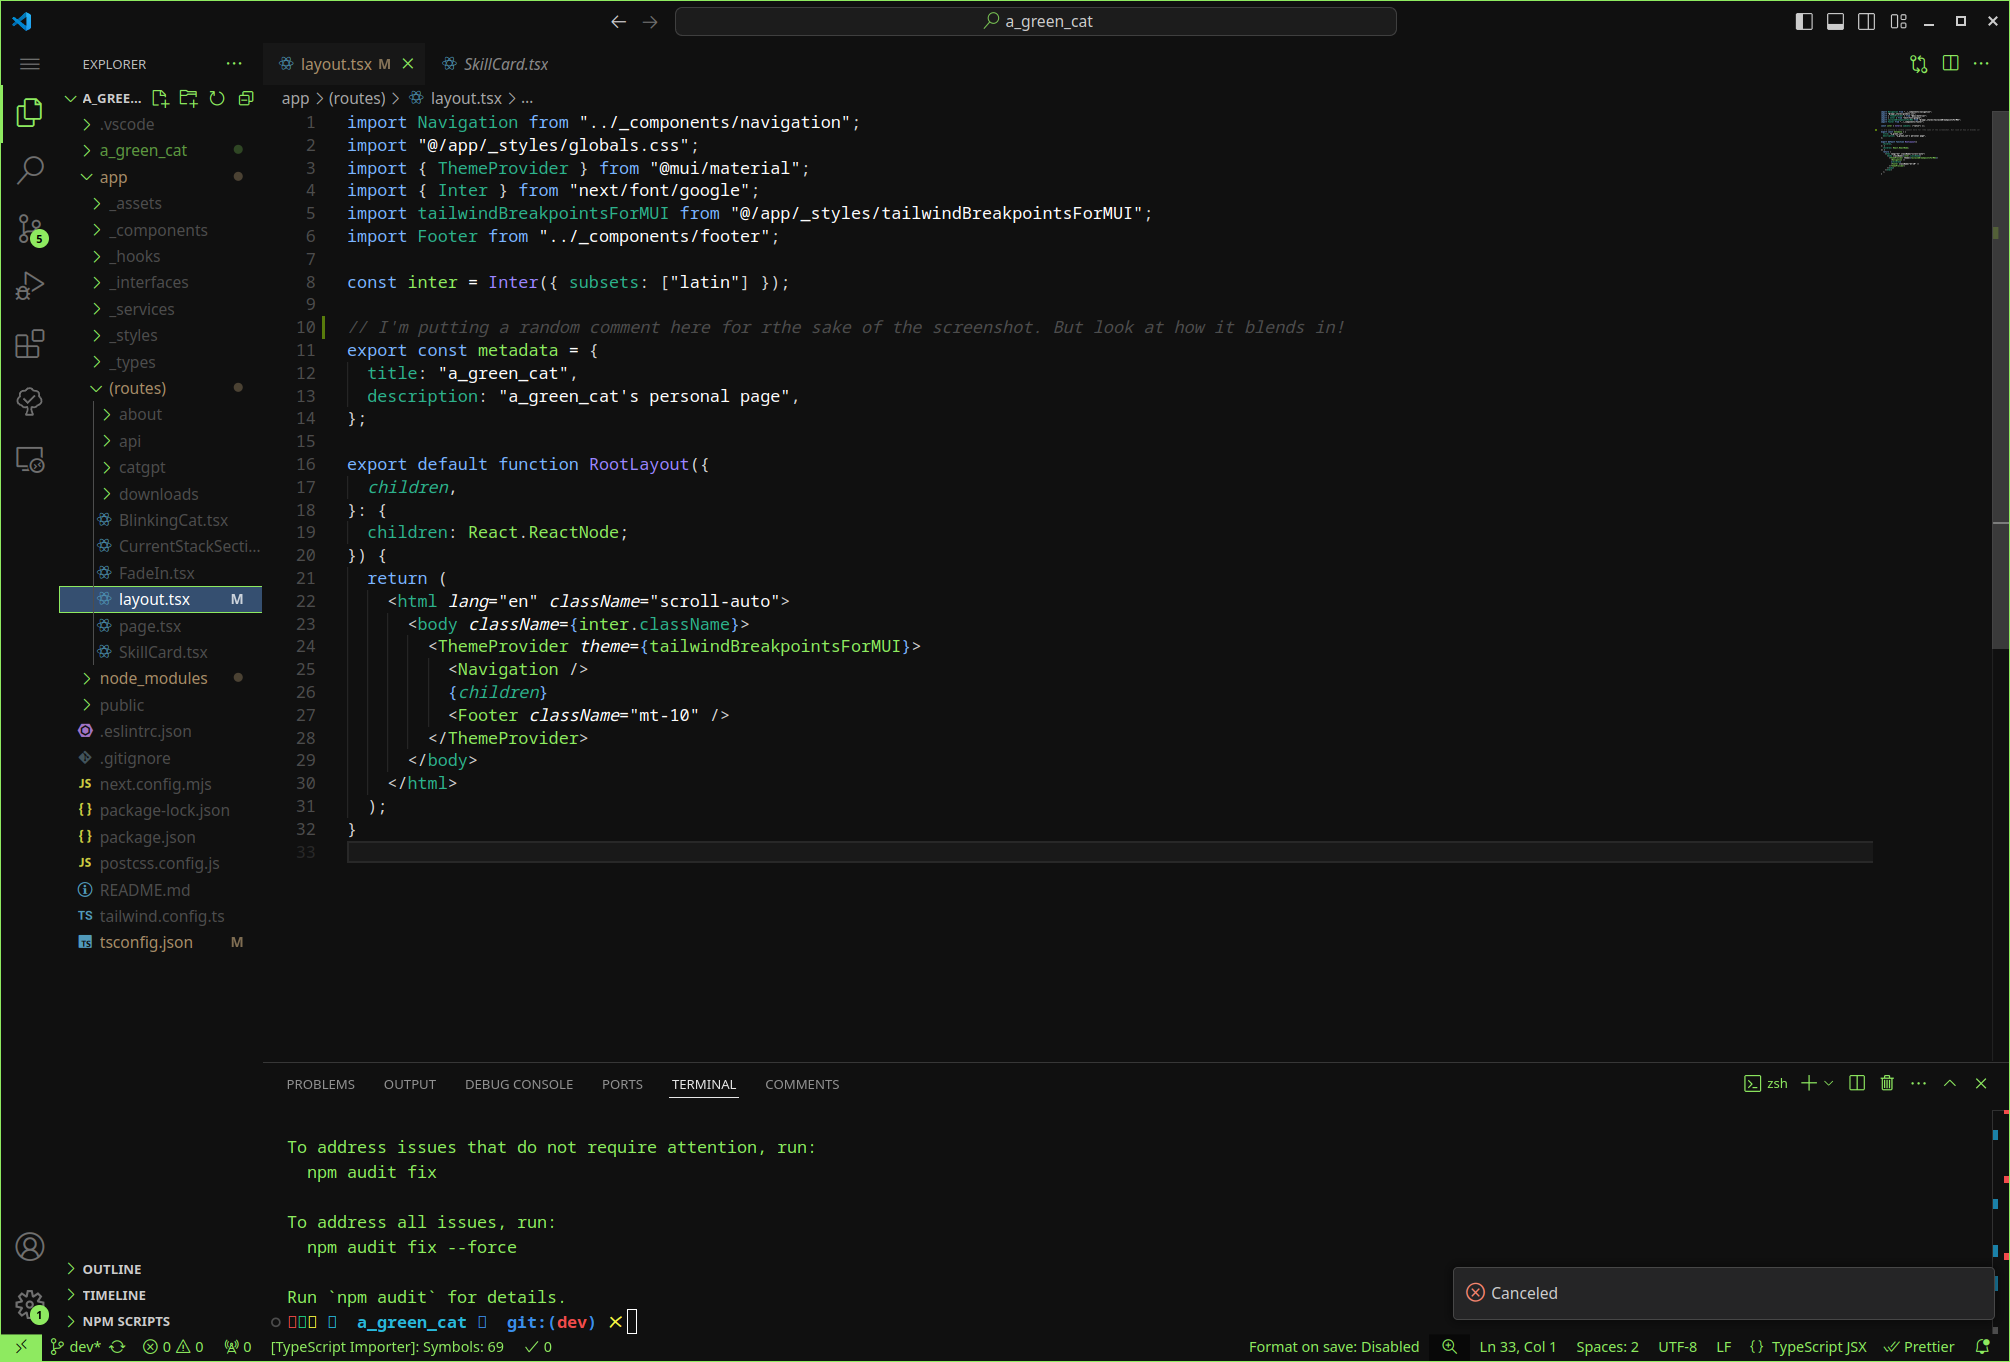 a_green_cat
EXPLORER
layout.tsx M
SkillCard.tsx
A_GREE...
app > (routes) > layout.tsx > ...
.vscode
a_green_cat
app
_assets
_components
_hooks
_interfaces
_services
_styles
_types
(routes)
about
api
catgpt
downloads
BlinkingCat.tsx
CurrentStackSecti...
FadeIn.tsx
layout.tsx M
page.tsx
SkillCard.tsx
node_modules
public
.eslintrc.json
.gitignore
JS next.config.mjs
{ } package-lock.json
{ } package.json
JS postcss.config.js
README.md
TS tailwind.config.ts
TS tsconfig.json M
OUTLINE
TIMELINE
NPM SCRIPTS
5
1
1 import Navigation from "../_components/navigation";
2 import "@/app/_styles/globals.css";
3 import { ThemeProvider } from "@mui/material";
4 import { Inter } from "next/font/google";
5 import tailwindBreakpointsForMUI from "@/app/_styles/tailwindBreakpointsForMUI";
6 import Footer from "../_components/footer";
7
8 const inter = Inter({ subsets: ["latin"] });
9
10 // I'm putting a random comment here for rthe sake of the screenshot. But look at how it blends in!
11 export const metadata = {
12 title: "a_green_cat",
13 description: "a_green_cat's personal page",
14 };
15
16 export default function RootLayout({
17 children,
18 }: {
19 children: React.ReactNode;
20 }) {
21 return (
22 <html lang="en" className="scroll-auto">
23 <body className={inter.className}>
24 <ThemeProvider theme={tailwindBreakpointsForMUI}>
25 <Navigation />
26 {children}
27 <Footer className="mt-10" />
28 </ThemeProvider>
29 </body>
30 </html>
31 );
32 }
33
PROBLEMS OUTPUT DEBUG CONSOLE PORTS TERMINAL COMMENTS
zsh
To address issues that do not require attention, run:
npm audit fix
To address all issues, run:
npm audit fix --force
Run `npm audit` for details.
a_green_cat git:(dev) ✕
Canceled
dev* 0 0 0 [TypeScript Importer]: Symbols: 69 ✓ 0
Format on save: Disabled Ln 33, Col 1 Spaces: 2 UTF-8 LF { } TypeScript JSX Prettier